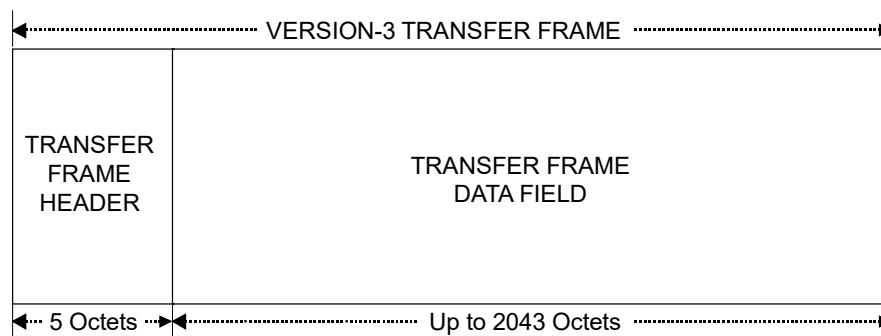 VERSION-3 TRANSFER FRAME
TRANSFER
FRAME
HEADER
TRANSFER FRAME
DATA FIELD
5 Octets
Up to 2043 Octets